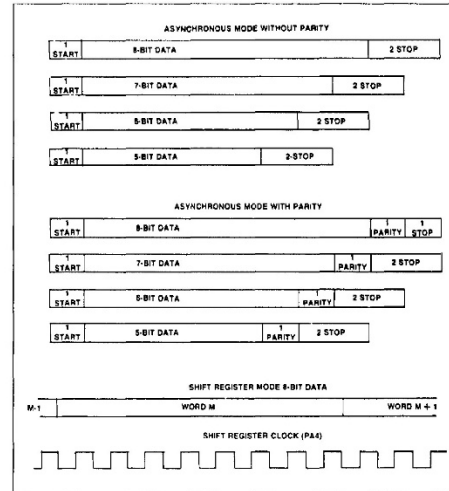 ASYNCHRONOUS MODE WITHOUT PARITY
1 START 8-BIT DATA 2 STOP
1 START 7-BIT DATA 2 STOP
1 START 6-BIT DATA 2 STOP
1 START 5-BIT DATA 2-STOP
ASYNCHRONOUS MODE WITH PARITY
1 START 8-BIT DATA 1 PARITY 1 STOP
1 START 7-BIT DATA 1 PARITY 2 STOP
1 START 6-BIT DATA 1 PARITY 2 STOP
1 START 5-BIT DATA 1 PARITY 2 STOP
SHIFT REGISTER MODE 8-BIT DATA
M-1 WORD M WORD M + 1
SHIFT REGISTER CLOCK (PA4)